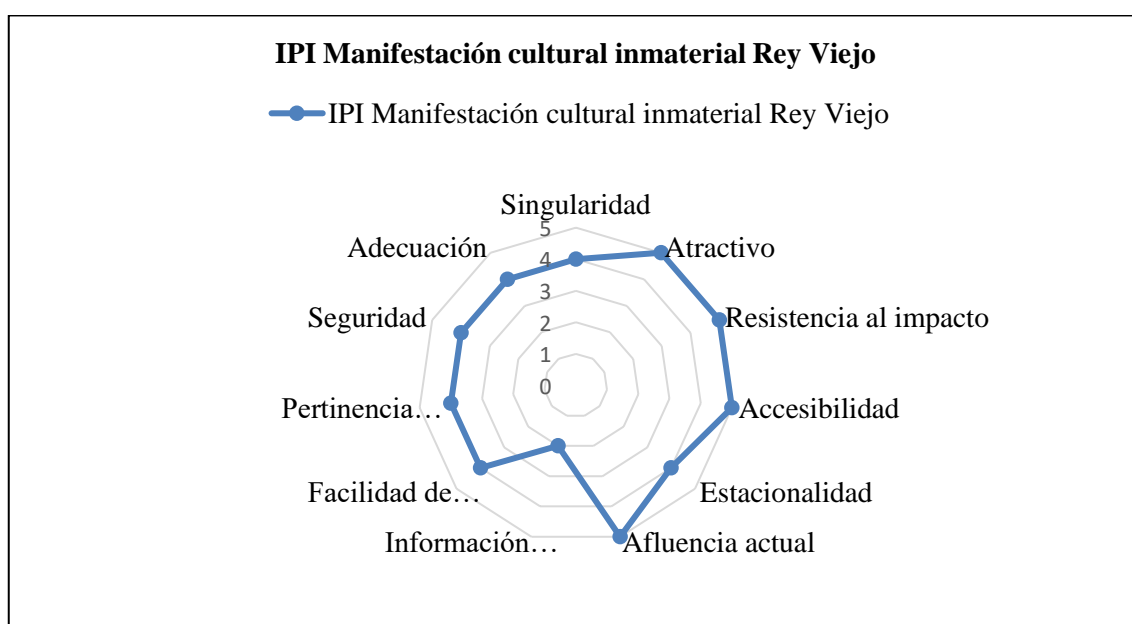 IPI Manifestación cultural inmaterial Rey Viejo
IPI Manifestación cultural inmaterial Rey Viejo
Singularidad
Atractivo
Resistencia al impacto
Accesibilidad
Estacionalidad
Afluencia actual
Información…
Facilidad de…
Pertinencia…
Seguridad
Adecuación
5
4
3
2
1
0